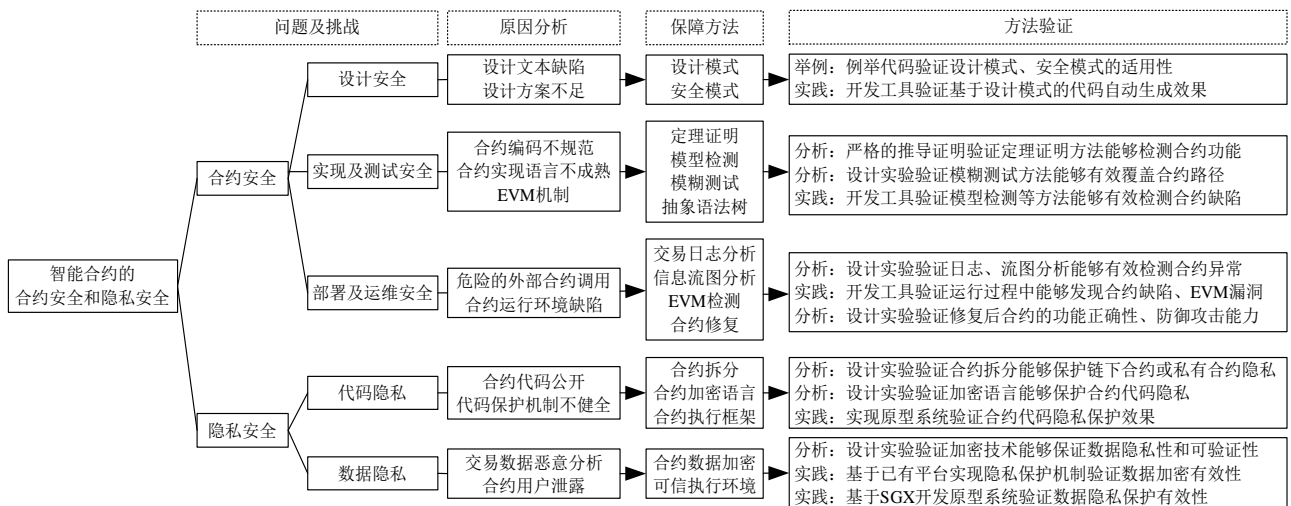 问题及挑战
原因分析
保障方法
方法验证
智能合约的
合约安全和隐私安全
合约安全
设计安全
设计文本缺陷
设计方案不足
设计模式
安全模式
举例：例举代码验证设计模式、安全模式的适用性
实践：开发工具验证基于设计模式的代码自动生成效果
实现及测试安全
合约编码不规范
合约实现语言不成熟
EVM机制
定理证明
模型检测
模糊测试
抽象语法树
分析：严格的推导证明验证定理证明方法能够检测合约功能
分析：设计实验验证模糊测试方法能够有效覆盖合约路径
实践：开发工具验证模型检测等方法能够有效检测合约缺陷
部署及运维安全
危险的外部合约调用
合约运行环境缺陷
交易日志分析
信息流图分析
EVM检测
合约修复
分析：设计实验验证日志、流图分析能够有效检测合约异常
实践：开发工具验证运行过程中能够发现合约缺陷、EVM漏洞
分析：设计实验验证修复后合约的功能正确性、防御攻击能力
隐私安全
代码隐私
合约代码公开
代码保护机制不健全
合约拆分
合约加密语言
合约执行框架
分析：设计实验验证合约拆分能够保护链下合约或私有合约隐私
分析：设计实验验证加密语言能够保护合约代码隐私
实践：实现原型系统验证合约代码隐私保护效果
数据隐私
交易数据恶意分析
合约用户泄露
合约数据加密
可信执行环境
分析：设计实验验证加密技术能够保证数据隐私性和可验证性
实践：基于已有平台实现隐私保护机制验证数据加密有效性
实践：基于SGX开发原型系统验证数据隐私保护有效性